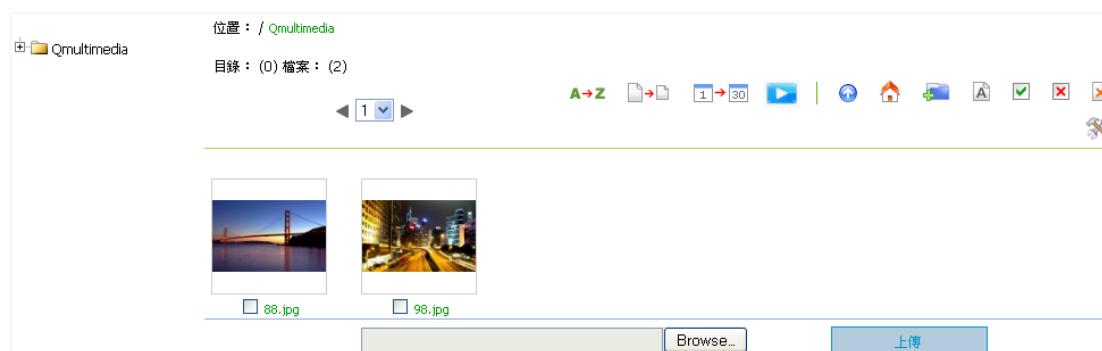 位置： / Qmultimedia
Qmultimedia
目錄： (0) 檔案： (2)
A→Z
1→30
A
1
88.jpg
98.jpg
Browse...
上傳